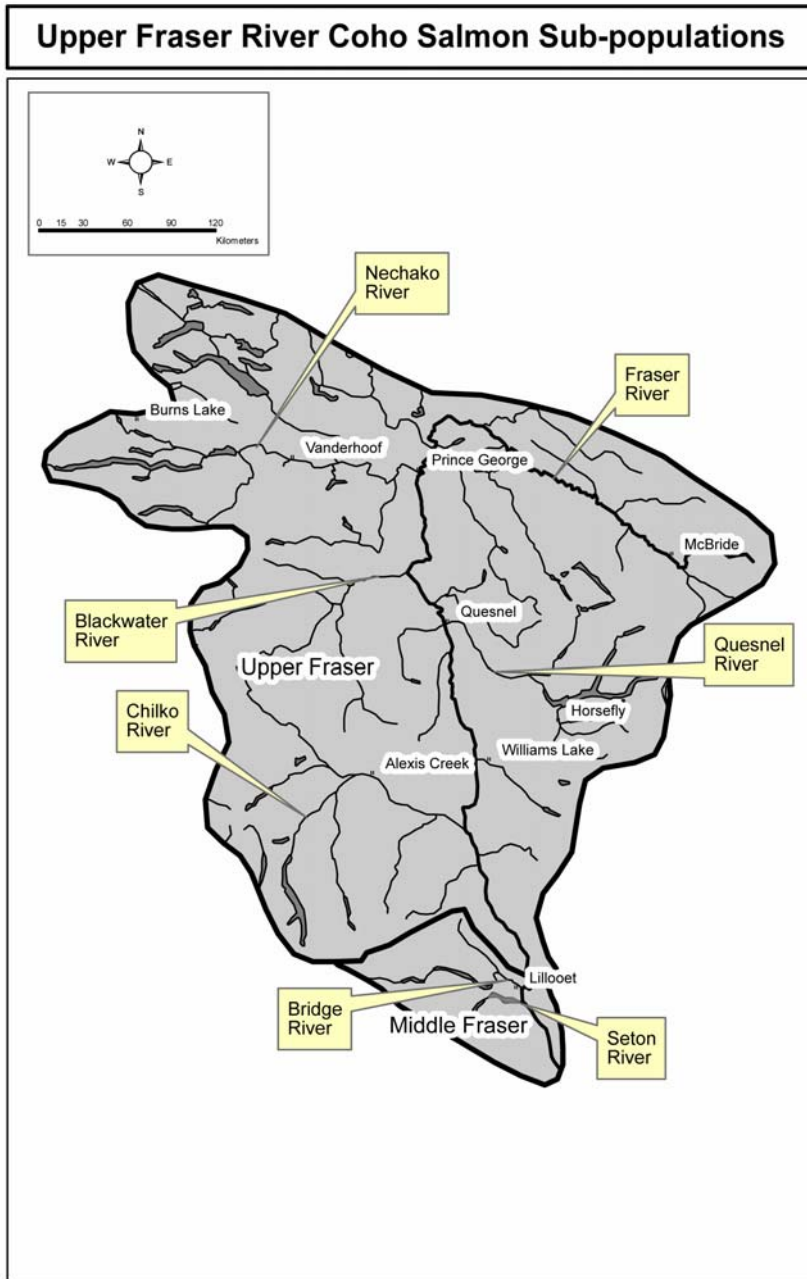 Upper Fraser River Coho Salmon Sub-populations
N
W E
S
0 15 30 60 90 120
Kilometers
Nechako
River
Fraser
River
Burns Lake
Vanderhoof
Prince George
McBride
Blackwater
River
Quesnel
Upper Fraser
Quesnel
River
Chilko
River
Horsefly
Williams Lake
Alexis Creek
Lillooet
Bridge
River
Middle Fraser
Seton
River